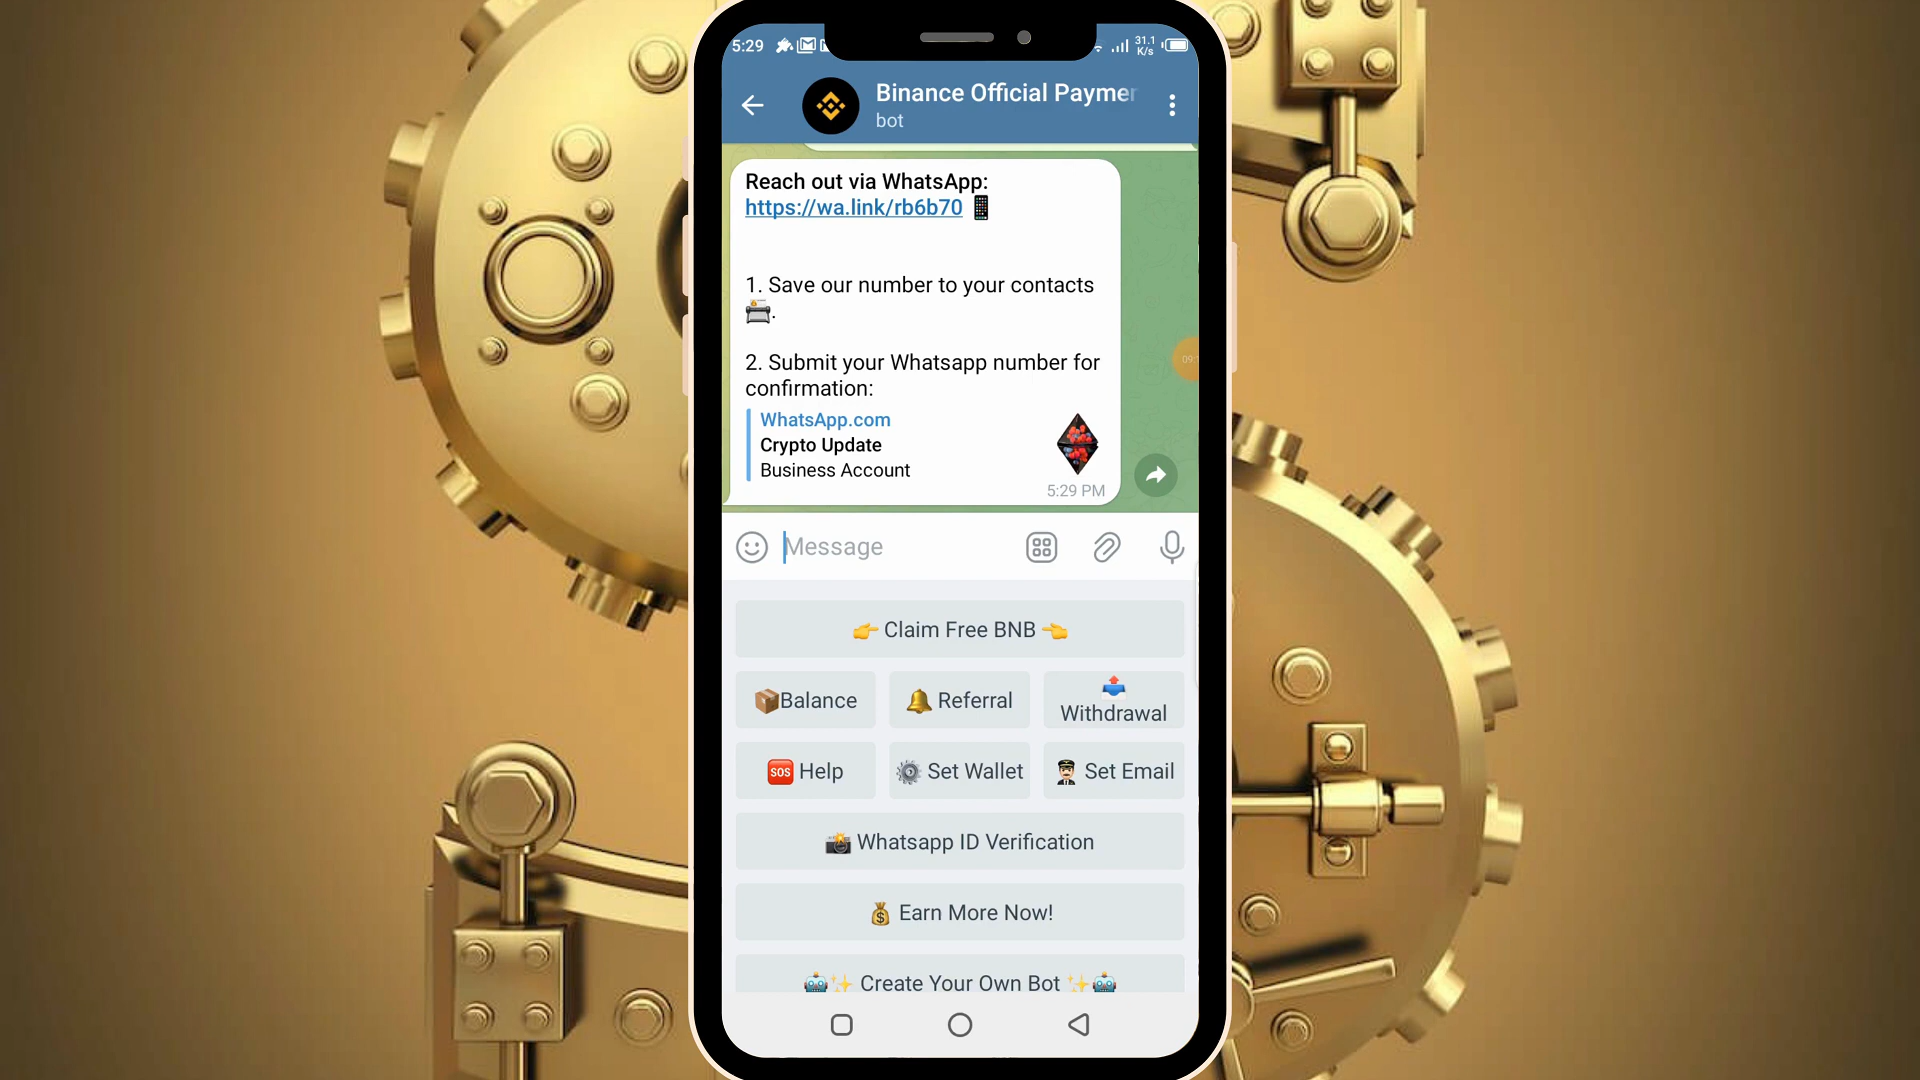 5:29
31.1
K/s
Binance Official Paymen
bot
Reach out via WhatsApp:
https://wa.link/rb6b70 📱
1. Save our number to your contacts
📠.
2. Submit your Whatsapp number for
confirmation:
WhatsApp.com
Crypto Update
Business Account
5:29 PM
Message
👉 Claim Free BNB 👈
📦Balance
🔔 Referral
📤
Withdrawal
🆘 Help
⚙️ Set Wallet
👨🏻‍✈️ Set Email
📸 Whatsapp ID Verification
💰 Earn More Now!
🤖✨ Create Your Own Bot ✨🤖